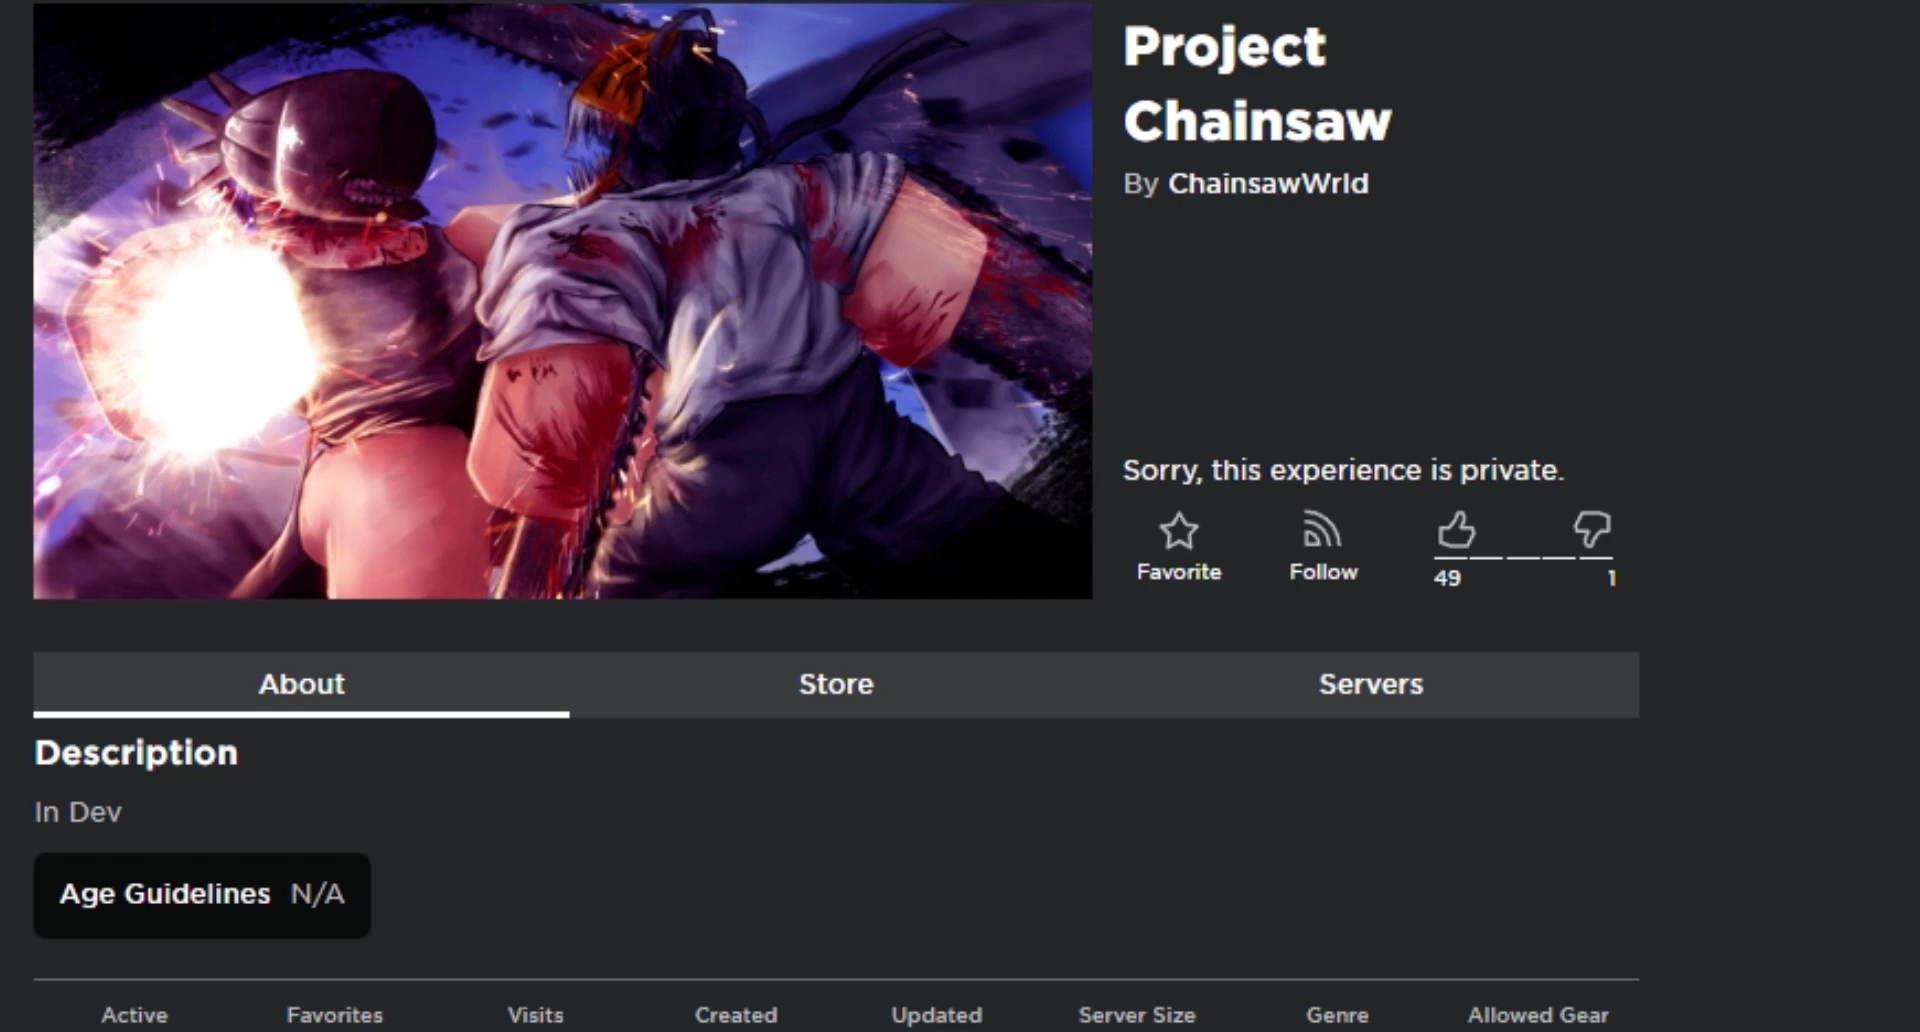 Project
Chainsaw
By ChainsawWrld
Sorry, this experience is private.
Favorite
Follow
49
1
About
Store
Servers
Description
In Dev
Age Guidelines N/A
Active
Favorites
Visits
Created
Updated
Server Size
Genre
Allowed Gear